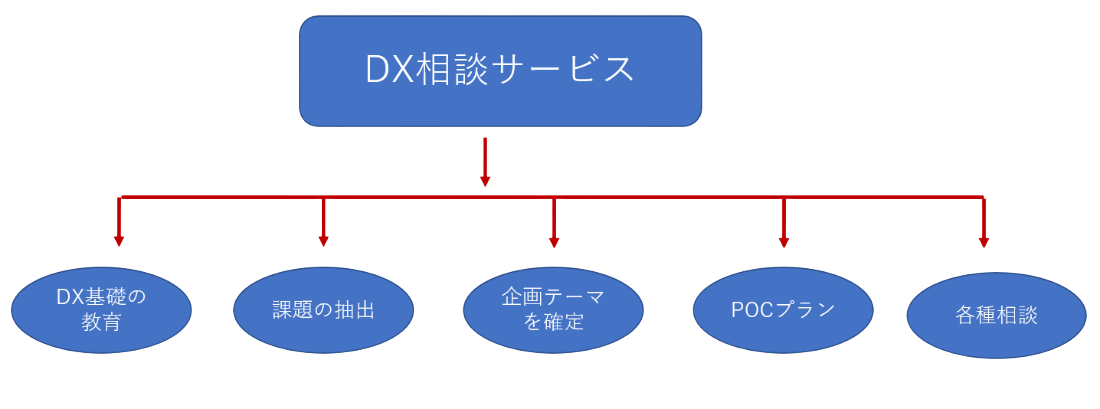 DX相談サービス
DX基礎の
教育
課題の抽出
企画テーマ
を確定
POCプラン
各種相談